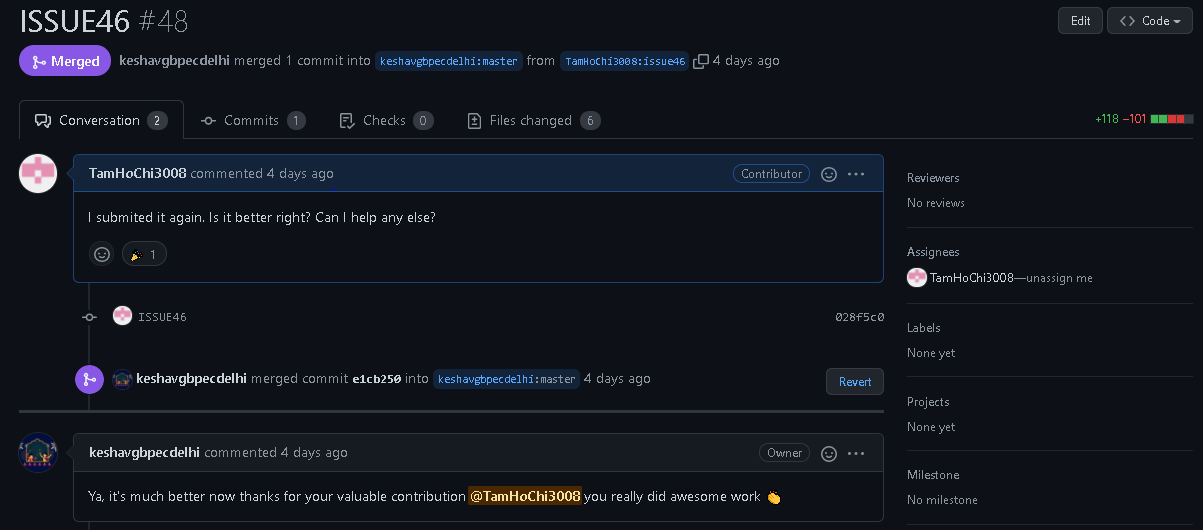 ISSUE46 #48
Edit
Code
Merged
keshavgbpecdelhi merged 1 commit into keshavgbpecdelhi:master from TamHoChi3008:issue46 4 days ago
Conversation 2
Commits 1
Checks 0
Files changed 6
+118 −101
TamHoChi3008 commented 4 days ago
Contributor
I submited it again. Is it better right? Can I help any else?
1
ISSUE46
028f5c0
keshavgbpecdelhi merged commit e1cb250 into keshavgbpecdelhi:master 4 days ago
Revert
keshavgbpecdelhi commented 4 days ago
Owner
Ya, it's much better now thanks for your valuable contribution @TamHoChi3008 you really did awesome work 👏
Reviewers
No reviews
Assignees
TamHoChi3008—unassign me
Labels
None yet
Projects
None yet
Milestone
No milestone